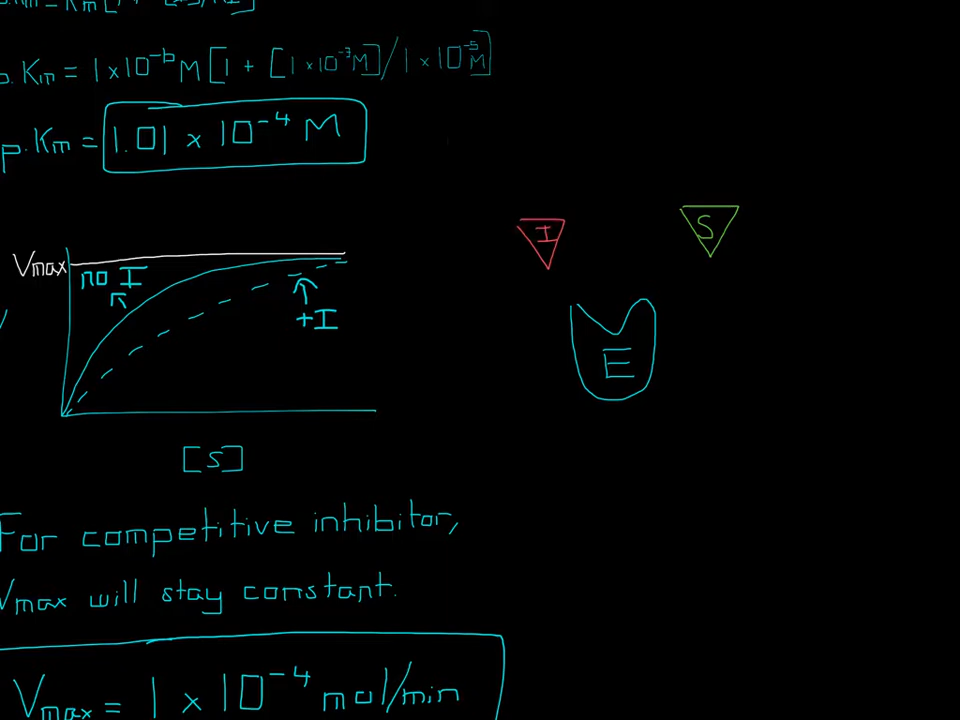 p.Km = 1 x 10⁻⁶ M [1 + [1 x 10⁻³ M] / 1 x 10⁻⁵ M]
p.Km = 1.01 x 10⁻⁴ M
Vmax
no I
+I
[S]
I
S
E
For competitive inhibitor,
Vmax will stay constant.
Vmax = 1 x 10⁻⁴ mol/min